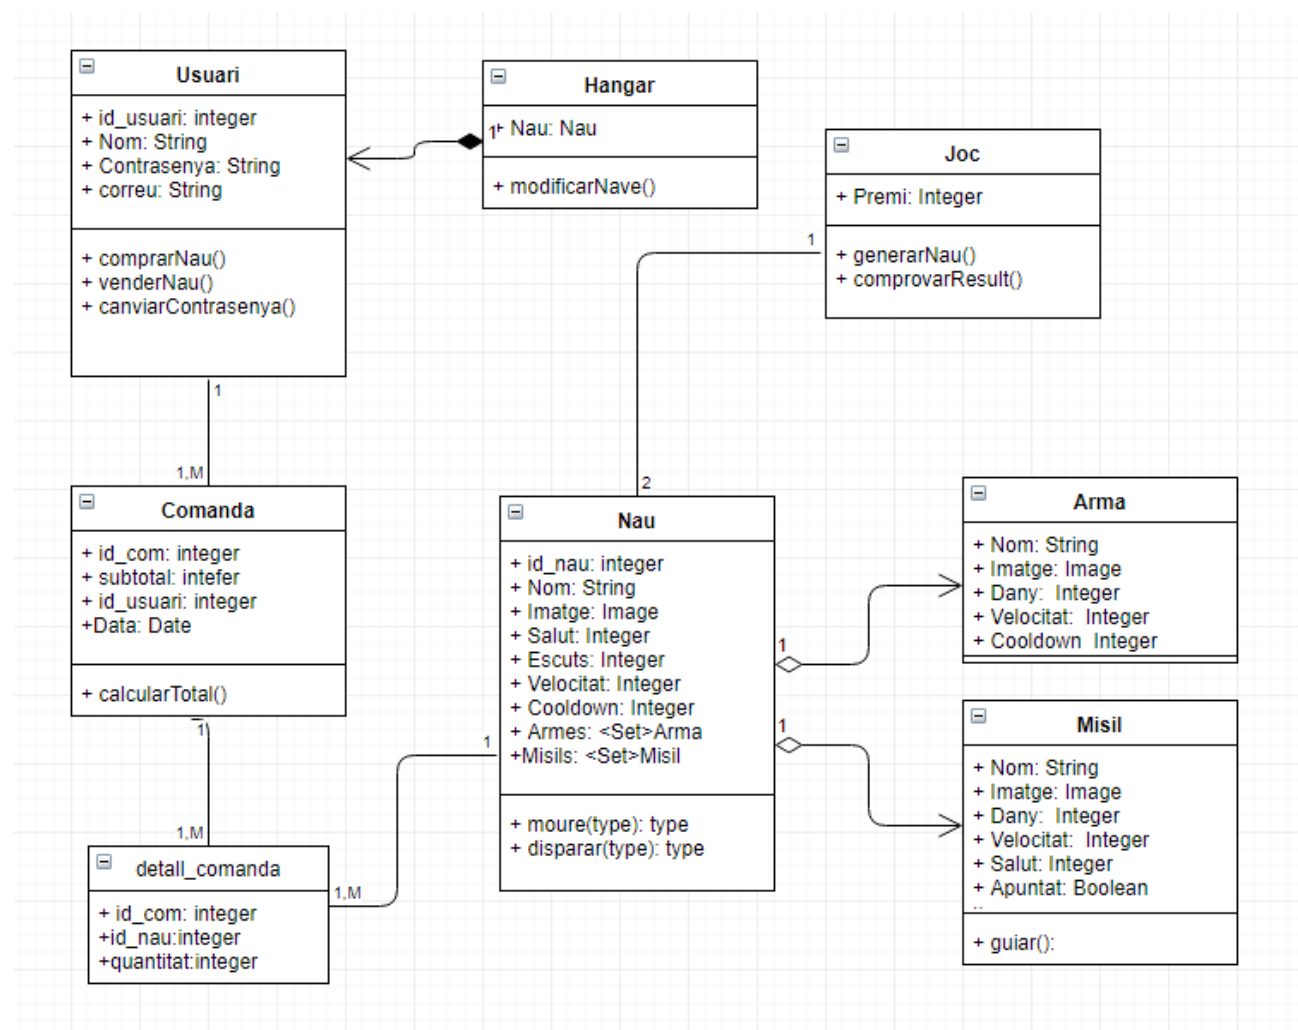 Usuari
+ id_usuari: integer
+ Nom: String
+ Contrasenya: String
+ correu: String
+ comprarNau()
+ venderNau()
+ canviarContrasenya()
1
1,M
Hangar
1
+ Nau: Nau
+ modificarNave()
Joc
+ Premi: Integer
+ generarNau()
+ comprovarResult()
1
2
Comanda
+ id_com: integer
+ subtotal: intefer
+ id_usuari: integer
+Data: Date
+ calcularTotal()
1
1,M
detall_comanda
+ id_com: integer
+id_nau:integer
+quantitat:integer
1,M
1
Nau
+ id_nau: integer
+ Nom: String
+ Imatge: Image
+ Salut: Integer
+ Escuts: Integer
+ Velocitat: Integer
+ Cooldown: Integer
+ Armes: <Set>Arma
+Misils: <Set>Misil
+ moure(type): type
+ disparar(type): type
1
1
Arma
+ Nom: String
+ Imatge: Image
+ Dany: Integer
+ Velocitat: Integer
+ Cooldown Integer
Misil
+ Nom: String
+ Imatge: Image
+ Dany: Integer
+ Velocitat: Integer
+ Salut: Integer
+ Apuntat: Boolean
+ guiar():